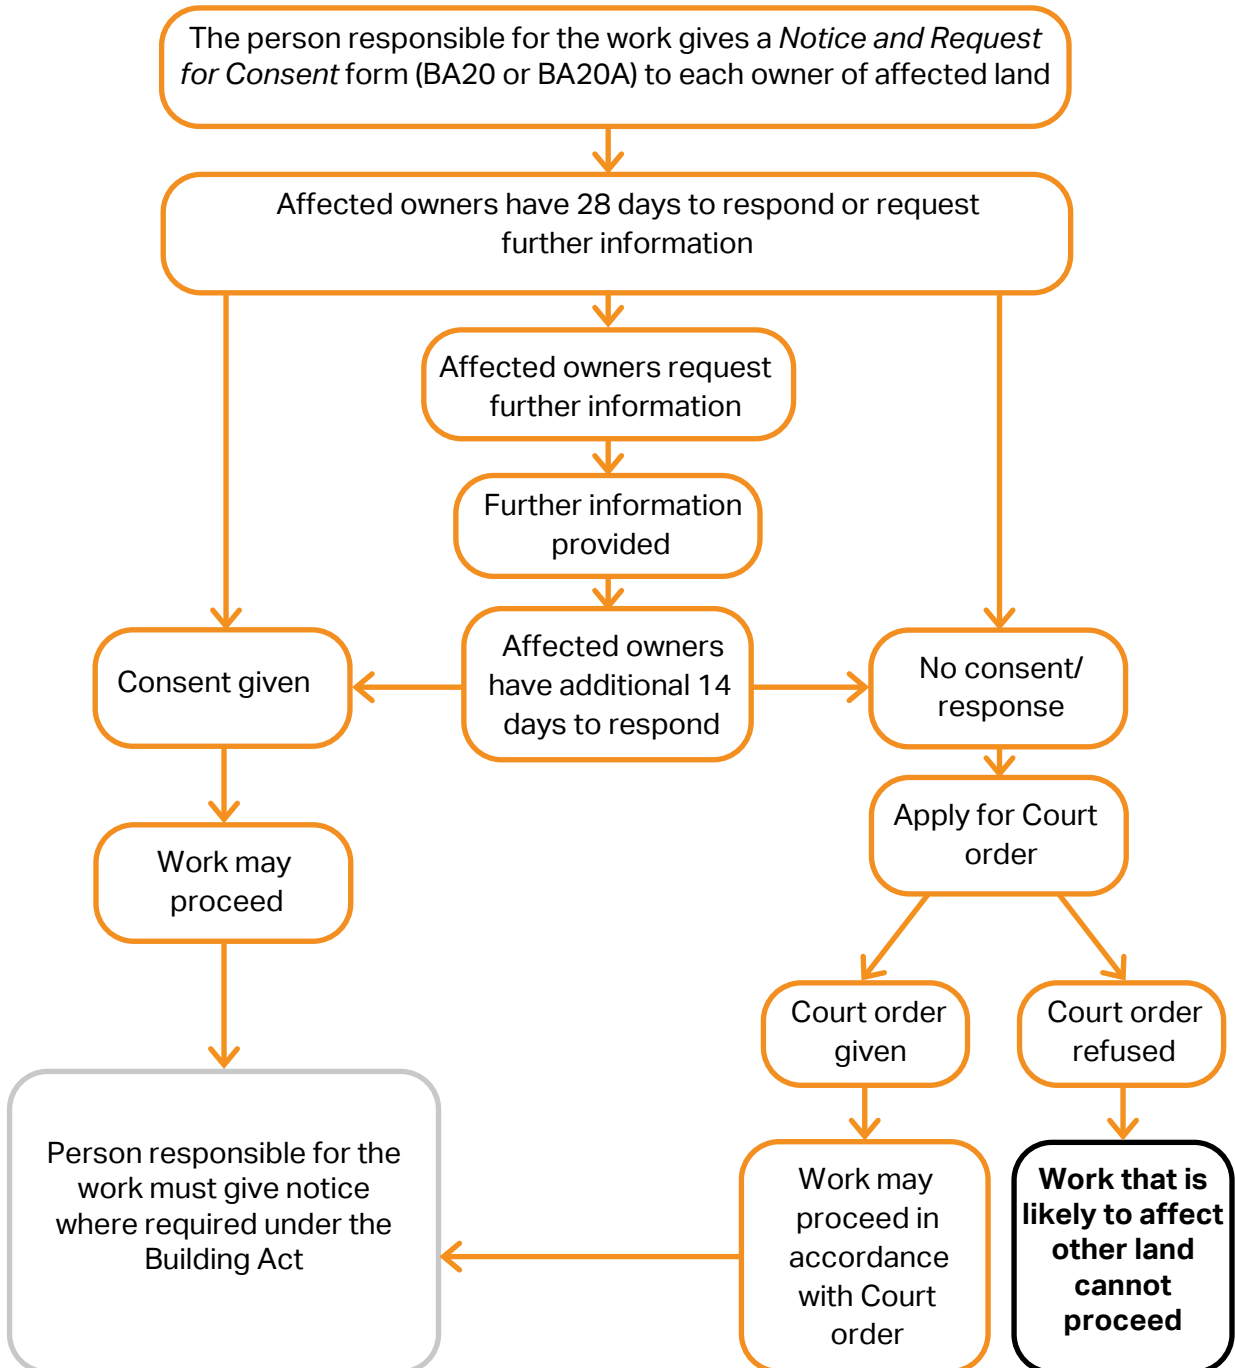 The person responsible for the work gives a Notice and Request
for Consent form (BA20 or BA20A) to each owner of affected land
Affected owners have 28 days to respond or request
further information
Affected owners request
further information
Further information
provided
Affected owners
have additional 14
days to respond
Consent given
No consent/
response
Work may
proceed
Apply for Court
order
Court order
given
Court order
refused
Person responsible for the
work must give notice
where required under the
Building Act
Work may
proceed in
accordance
with Court
order
Work that is
likely to affect
other land
cannot
proceed